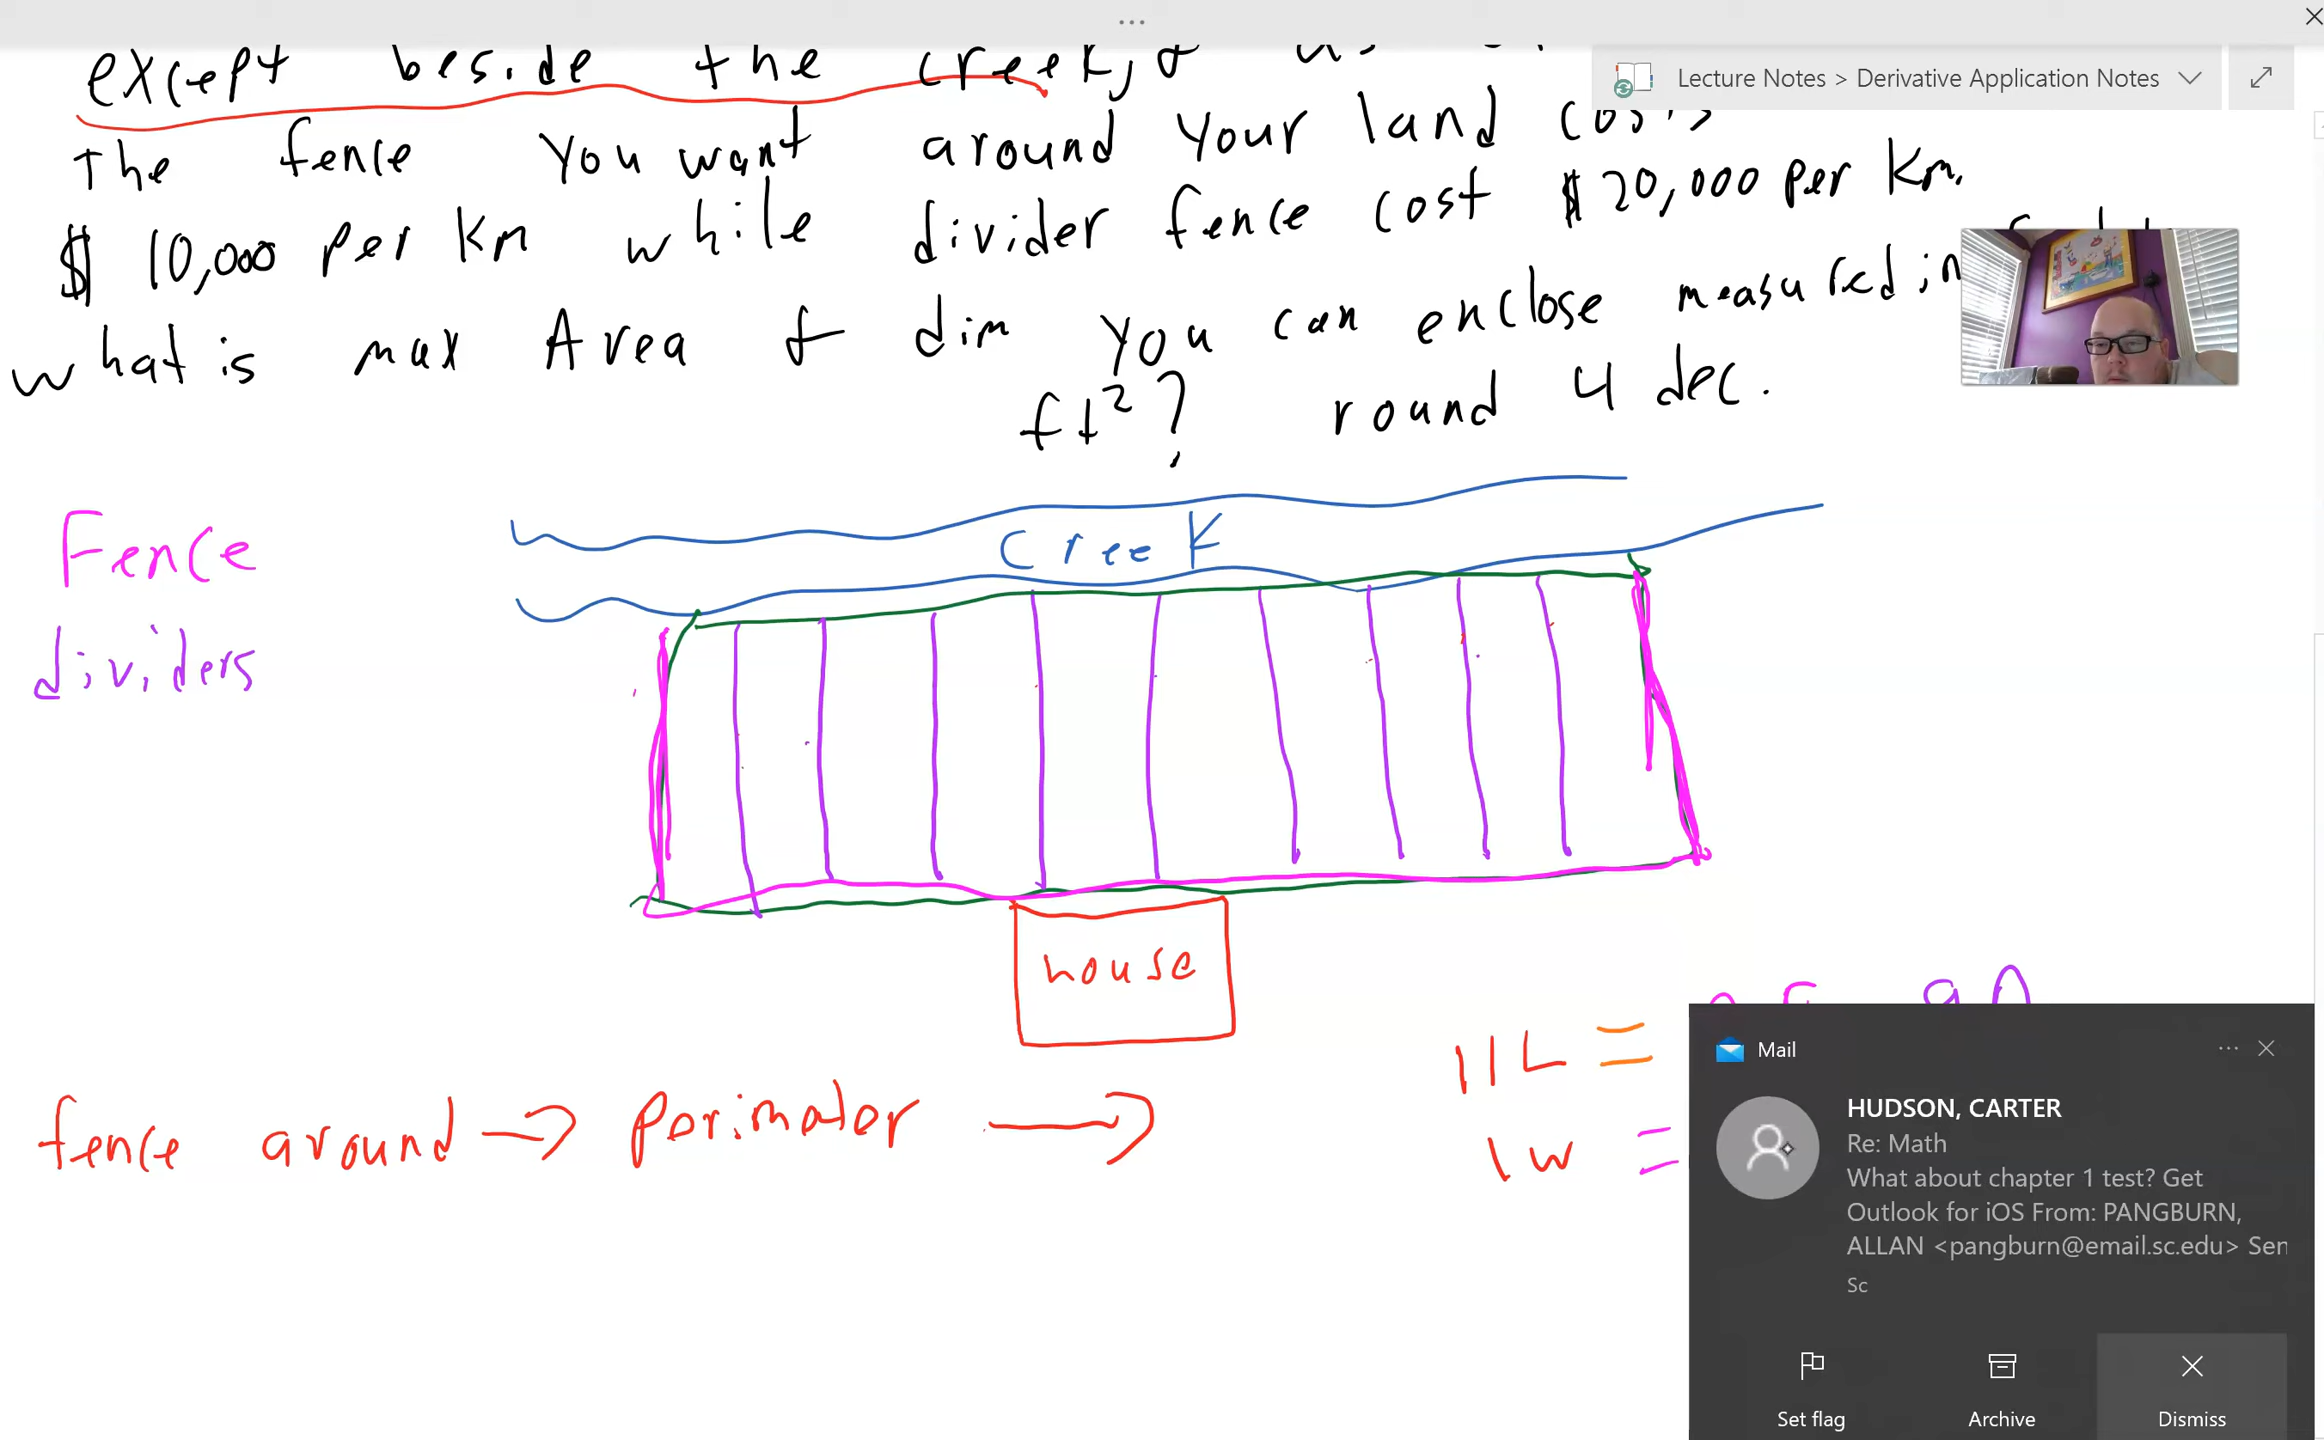 except beside the creek, &
Lecture Notes > Derivative Application Notes
the fence you want around your land costs
$ 10,000 per Km while divider fence cost $20,000 per Km.
what is max Area & dim you can enclose measured in
ft²? round 4 dec.
Creek
Fence
dividers
house
11L =
1w =
fence around → perimater →
Mail
HUDSON, CARTER
Re: Math
What about chapter 1 test? Get
Outlook for iOS From: PANGBURN,
ALLAN <pangburn@email.sc.edu> Sen
Sc
Set flag
Archive
Dismiss